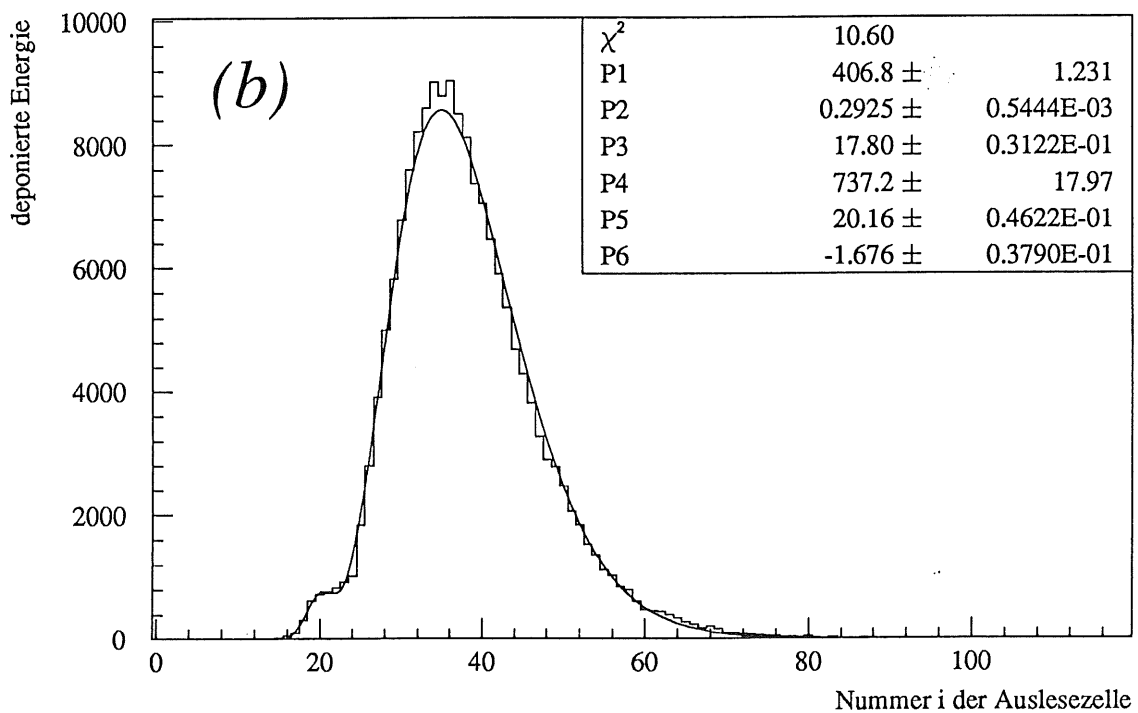 deponierte Energie
10000
8000
6000
4000
2000
0
(b)
χ² 10.60
P1 406.8 ± 1.231
P2 0.2925 ± 0.5444E-03
P3 17.80 ± 0.3122E-01
P4 737.2 ± 17.97
P5 20.16 ± 0.4622E-01
P6 -1.676 ± 0.3790E-01
0 20 40 60 80 100
Nummer i der Auslesezelle